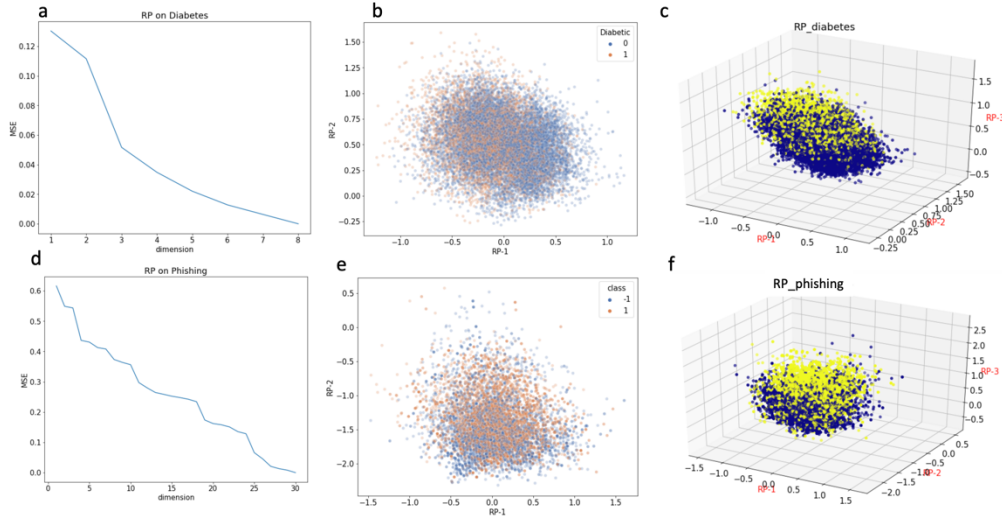 a
RP on Diabetes
0.12
0.10
0.08
0.06
0.04
0.02
0.00
MSE
1 2 3 4 5 6 7 8
dimension
b
1.50
1.25
1.00
0.75
0.50
0.25
0.00
−0.25
RP-2
Diabetic
0
1
−1.0 −0.5 0.0 0.5 1.0
RP-1
c
RP_diabetes
1.5
1.0
0.5
0.0
−0.5
RP-3
−1.0 −0.5 0.0 0.5 1.0
RP-1
−0.25 0.00 0.25 0.50 0.75 1.00 1.25 1.50
RP-2
d
RP on Phishing
0.6
0.5
0.4
0.3
0.2
0.1
0.0
MSE
0 5 10 15 20 25 30
dimension
e
0.5
0.0
−0.5
−1.0
−1.5
−2.0
RP-2
class
-1
1
−1.5 −1.0 −0.5 0.0 0.5 1.0 1.5
RP-1
f
RP_phishing
2.5
2.0
1.5
1.0
0.5
0.0
−0.5
RP-3
−1.5 −1.0 −0.5 0.0 0.5 1.0 1.5
RP-1
−2.0 −1.5 −1.0 −0.5 0.0 0.5
RP-2